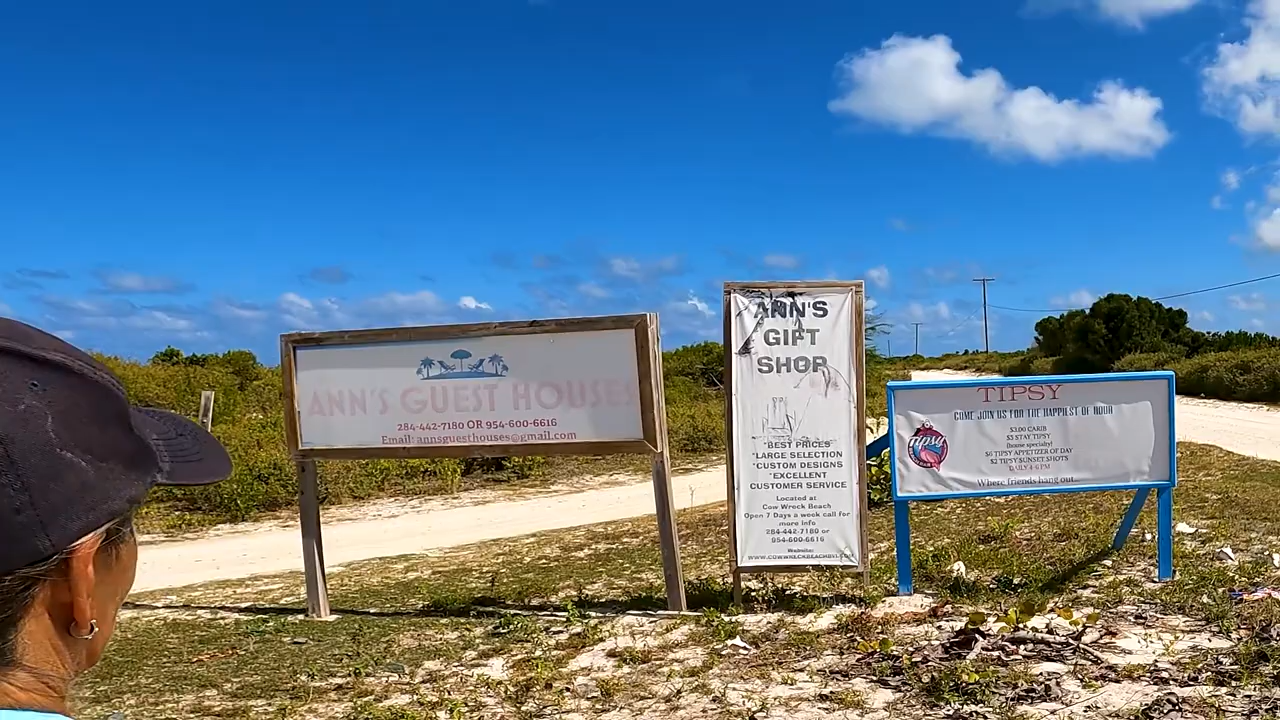 ANN'S GUEST HOUSES
284-442-7180 OR 954-600-6616
Email: annsguesthouses@gmail.com
ANN'S
GIFT
SHOP
*BEST PRICES
*LARGE SELECTION
*CUSTOM DESIGNS
*EXCELLENT
CUSTOMER SERVICE
Located at
Cow Wreck Beach
Open 7 Days a week call for
more info
284-442-7180 or
954-600-6616
Website:
WWW.COWWRECKBEACHBVI.COM
TIPSY
COME JOIN US FOR THE HAPPIEST OF HOUR
$3.00 CARIB
$5 STAY TIPSY
(house specialty)
$6 TIPSY APPETIZER OF DAY
$2 TIPSY SUNSET SHOTS
DAILY 4-6 PM
Where friends hang out...
tipsy